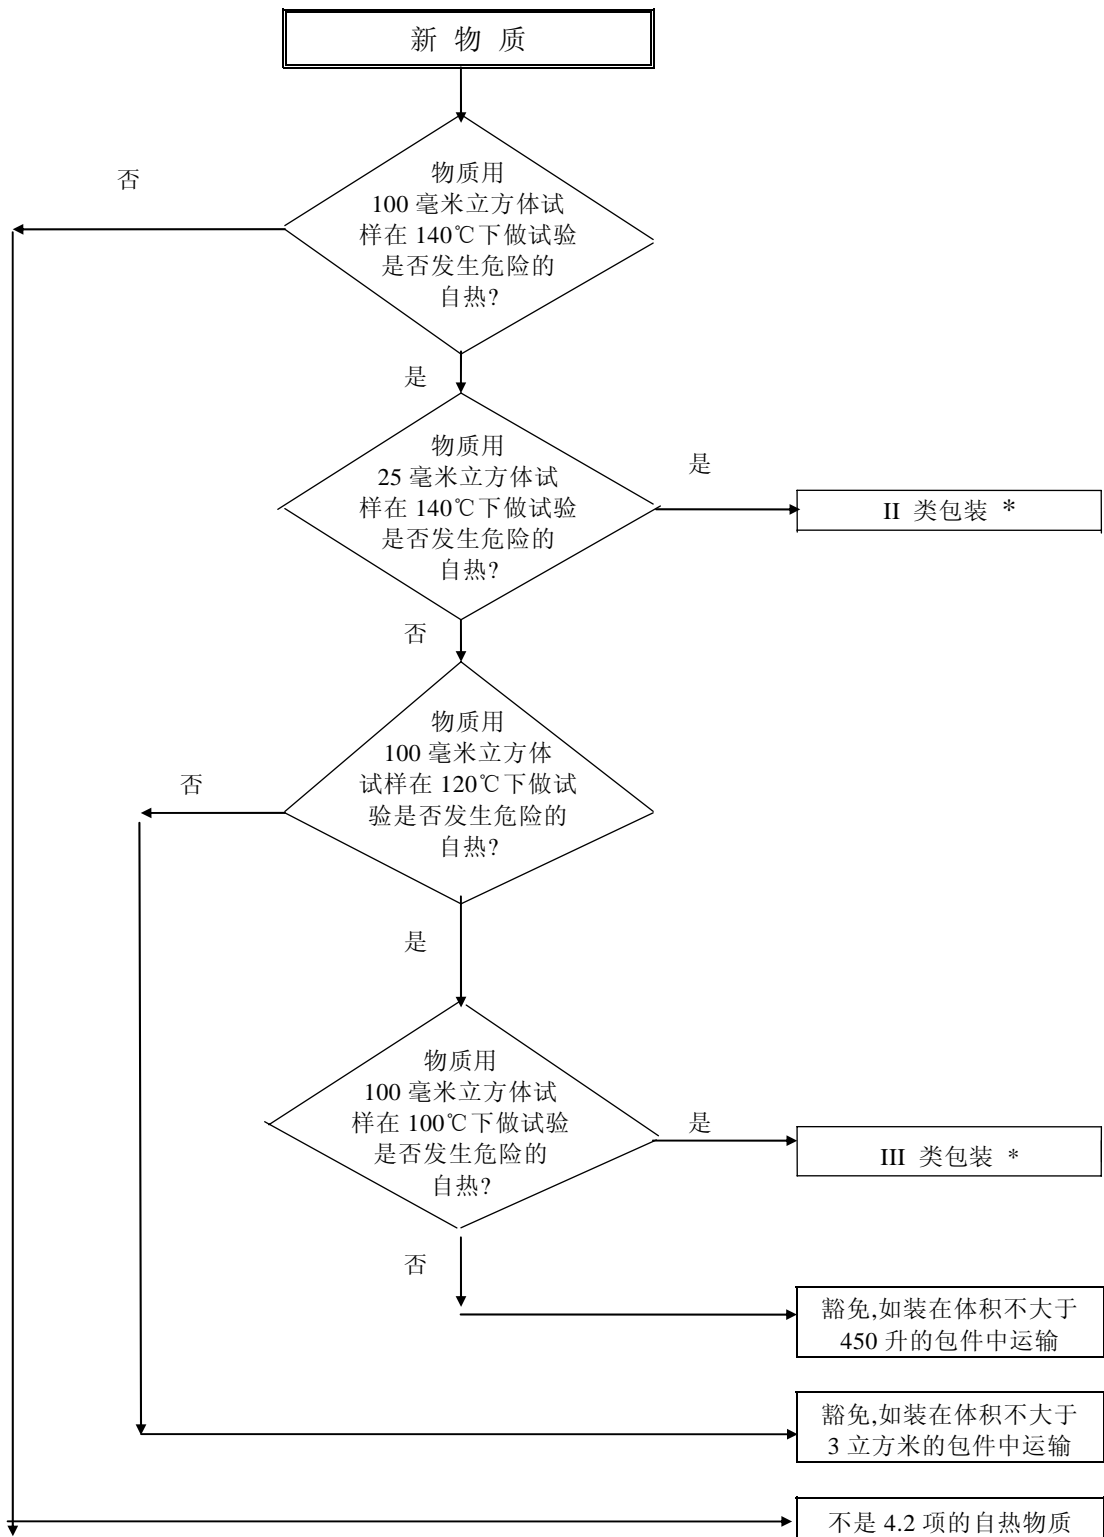 新 物 质
物质用
100 毫米立方体试
样在 140℃下做试验
是否发生危险的
自热?
否
是
物质用
25 毫米立方体试
样在 140℃下做试验
是否发生危险的
自热?
是
II 类包装 *
否
物质用
100 毫米立方体
试样在 120℃下做试
验是否发生危险的
自热?
否
是
物质用
100 毫米立方体试
样在 100℃下做试验
是否发生危险的
自热?
是
III 类包装 *
否
豁免,如装在体积不大于
450 升的包件中运输
豁免,如装在体积不大于
3 立方米的包件中运输
不是 4.2 项的自热物质